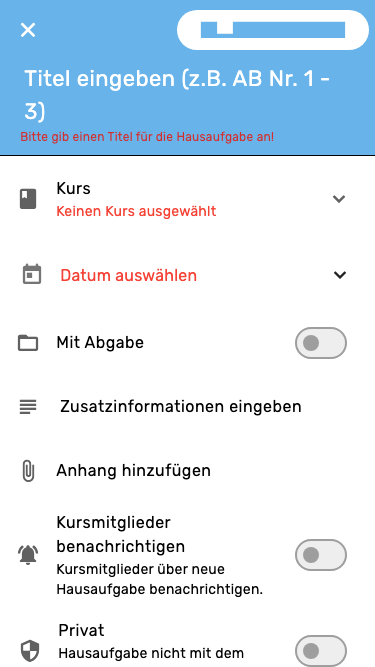 Titel eingeben (z.B. AB Nr. 1 -
3)
Bitte gib einen Titel für die Hausaufgabe an!
Kurs
Keinen Kurs ausgewählt
Datum auswählen
Mit Abgabe
Zusatzinformationen eingeben
Anhang hinzufügen
Kursmitglieder
benachrichtigen
Kursmitglieder über neue
Hausaufgabe benachrichtigen.
Privat
Hausaufgabe nicht mit dem